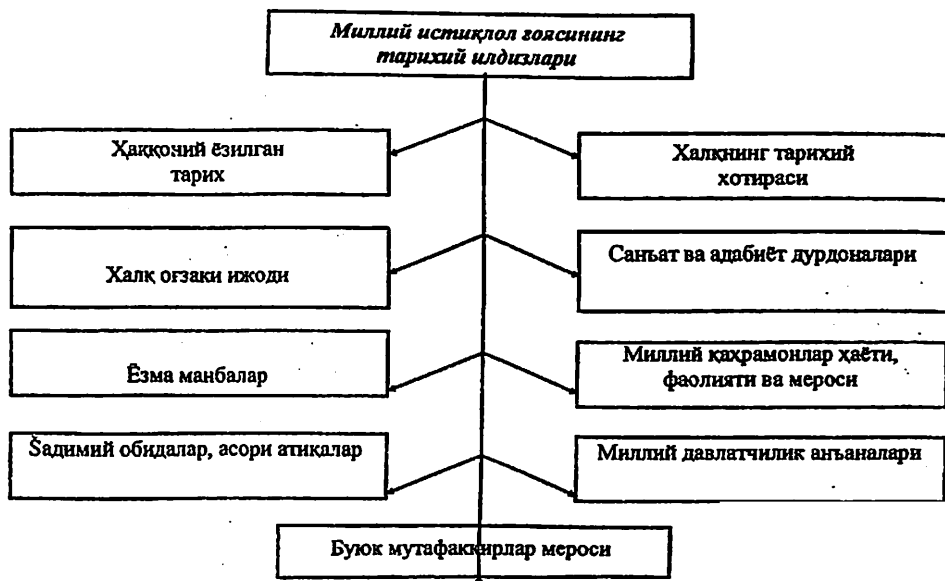 Миллий истиқлол ғоясининг
тарихий илдизлари
Ҳаққоний ёзилган
тарих
Халқнинг тарихий
хотираси
Халқ оғзаки ижоди
Санъат ва адабиёт дурдоналари
Ёзма манбалар
Миллий қаҳрамонлар ҳаёти,
фаолияти ва мероси
Šадимий обидалар, асори атиқалар
Миллий давлатчилик анъаналари
Буюк мутафаккирлар мероси